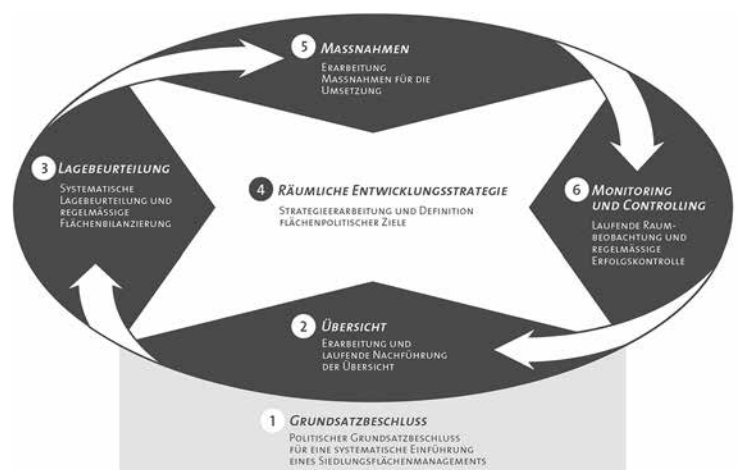 5 MASSNAHMEN
ERARBEITUNG
MASSNAHMEN FÜR DIE
UMSETZUNG
3 LAGEBEURTEILUNG
SYSTEMATISCHE
LAGEBEURTEILUNG UND
REGELMÄSSIGE
FLÄCHENBILANZIERUNG
4 RÄUMLICHE ENTWICKLUNGSSTRATEGIE
STRATEGIEERARBEITUNG UND DEFINITION
FLÄCHENPOLITISCHER ZIELE
6 MONITORING
UND CONTROLLING
LAUFENDE RAUM-
BEOBACHTUNG UND
REGELMÄSSIGE
ERFOLGSKONTROLLE
2 ÜBERSICHT
ERARBEITUNG UND
LAUFENDE NACHFÜHRUNG
DER ÜBERSICHT
1 GRUNDSATZBESCHLUSS
POLITISCHER GRUNDSATZBESCHLUSS
FÜR EINE SYSTEMATISCHE EINFÜHRUNG
EINES SIEDLUNGSFLÄCHENMANAGEMENTS